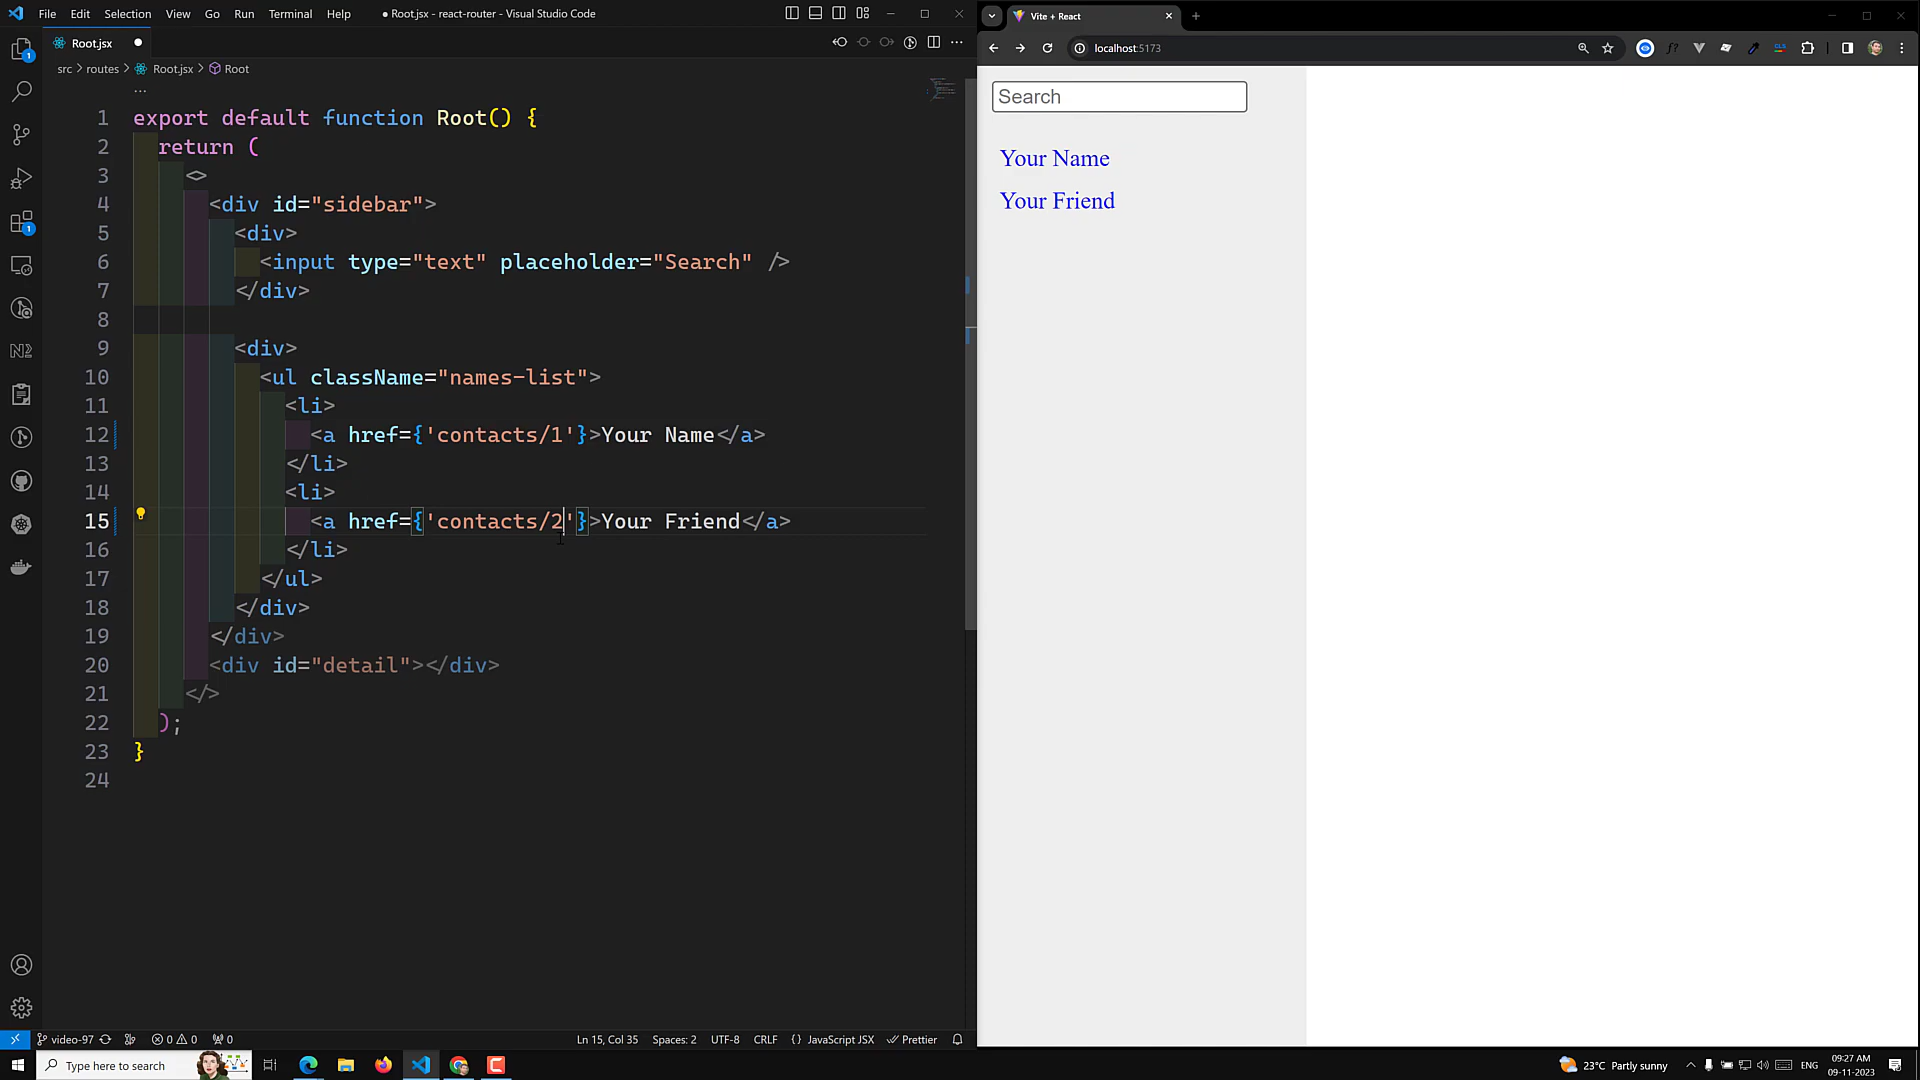 File Edit Selection View Go Run Terminal Help
● Root.jsx - react-router - Visual Studio Code
Root.jsx ●
src > routes > Root.jsx > Root
...
1 export default function Root() {
2 return (
3 <>
4 <div id="sidebar">
5 <div>
6 <input type="text" placeholder="Search" />
7 </div>
8
9 <div>
10 <ul className="names-list">
11 <li>
12 <a href={'contacts/1'}>Your Name</a>
13 </li>
14 <li>
15 <a href={'contacts/2'}>Your Friend</a>
16 </li>
17 </ul>
18 </div>
19 </div>
20 <div id="detail"></div>
21 </>
22 );
23 }
24
video-97 0 0 0 Ln 15, Col 35 Spaces: 2 UTF-8 CRLF {} JavaScript JSX Prettier
Vite + React
localhost:5173
Search
Your Name
Your Friend
Type here to search
23°C Partly sunny
ENG
09:27 AM
09-11-2023